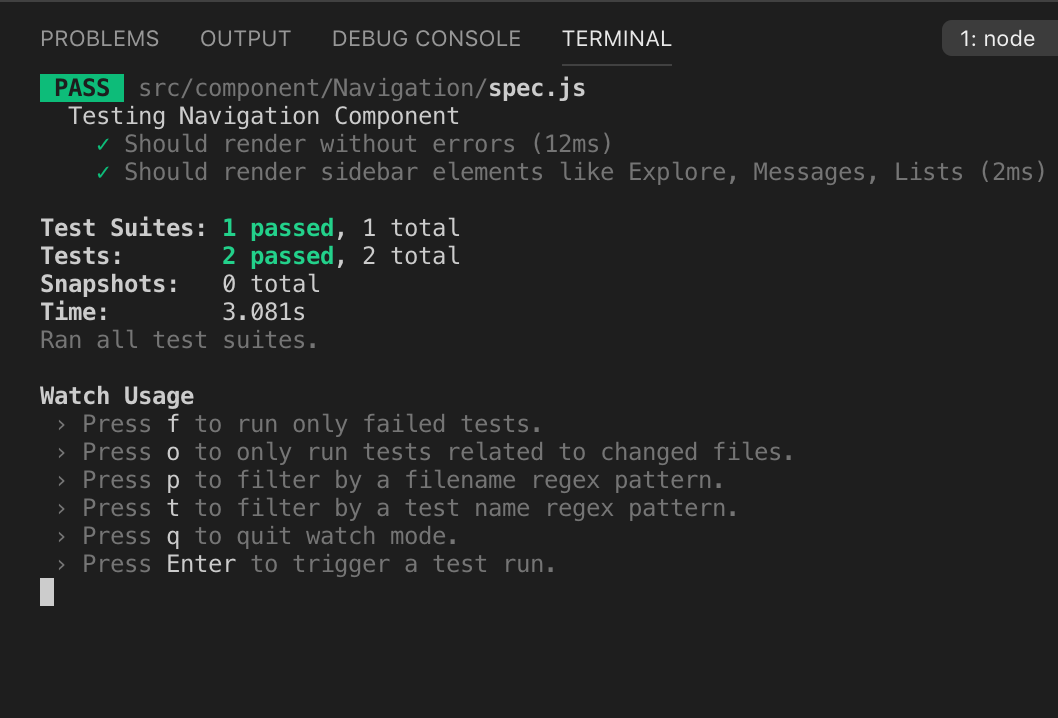 PROBLEMS OUTPUT DEBUG CONSOLE TERMINAL 1: node
PASS src/component/Navigation/spec.js
Testing Navigation Component
✓ Should render without errors (12ms)
✓ Should render sidebar elements like Explore, Messages, Lists (2ms)
Test Suites: 1 passed, 1 total
Tests: 2 passed, 2 total
Snapshots: 0 total
Time: 3.081s
Ran all test suites.
Watch Usage
› Press f to run only failed tests.
› Press o to only run tests related to changed files.
› Press p to filter by a filename regex pattern.
› Press t to filter by a test name regex pattern.
› Press q to quit watch mode.
› Press Enter to trigger a test run.